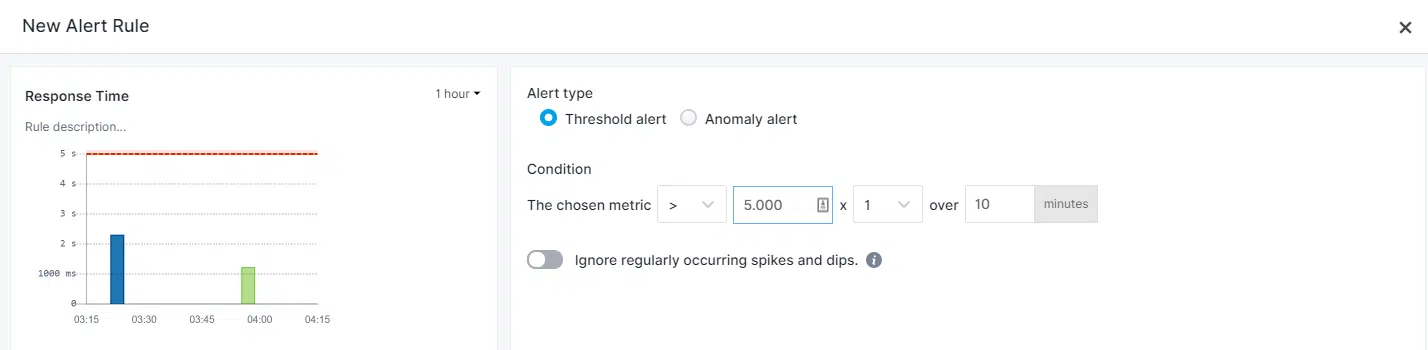 New Alert Rule
Response Time 1 hour
Rule description...
5 s
4 s
3 s
2 s
1000 ms
0
03:15 03:30 03:45 04:00 04:15
Alert type
Threshold alert Anomaly alert
Condition
The chosen metric > 5.000 x 1 over 10 minutes
Ignore regularly occurring spikes and dips.